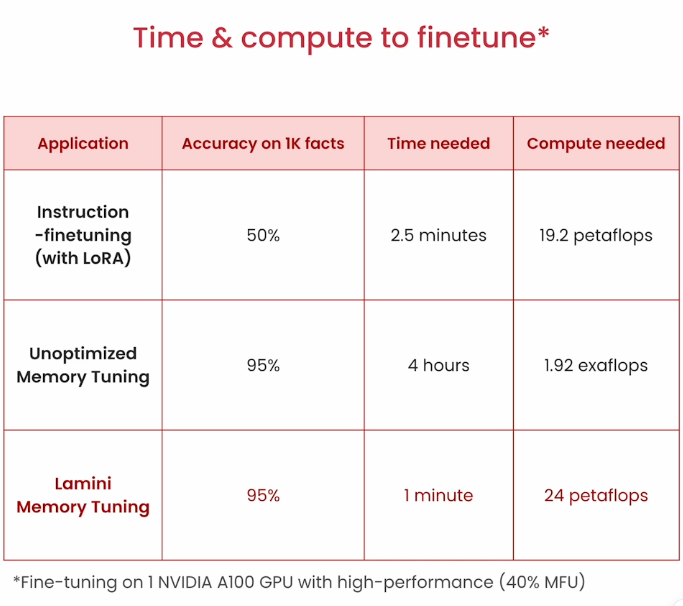 Time & compute to finetune*
Application
Accuracy on 1K facts
Time needed
Compute needed
Instruction
-finetuning
(with LoRA)
50%
2.5 minutes
19.2 petaflops
Unoptimized
Memory Tuning
95%
4 hours
1.92 exaflops
Lamini
Memory Tuning
95%
1 minute
24 petaflops
*Fine-tuning on 1 NVIDIA A100 GPU with high-performance (40% MFU)